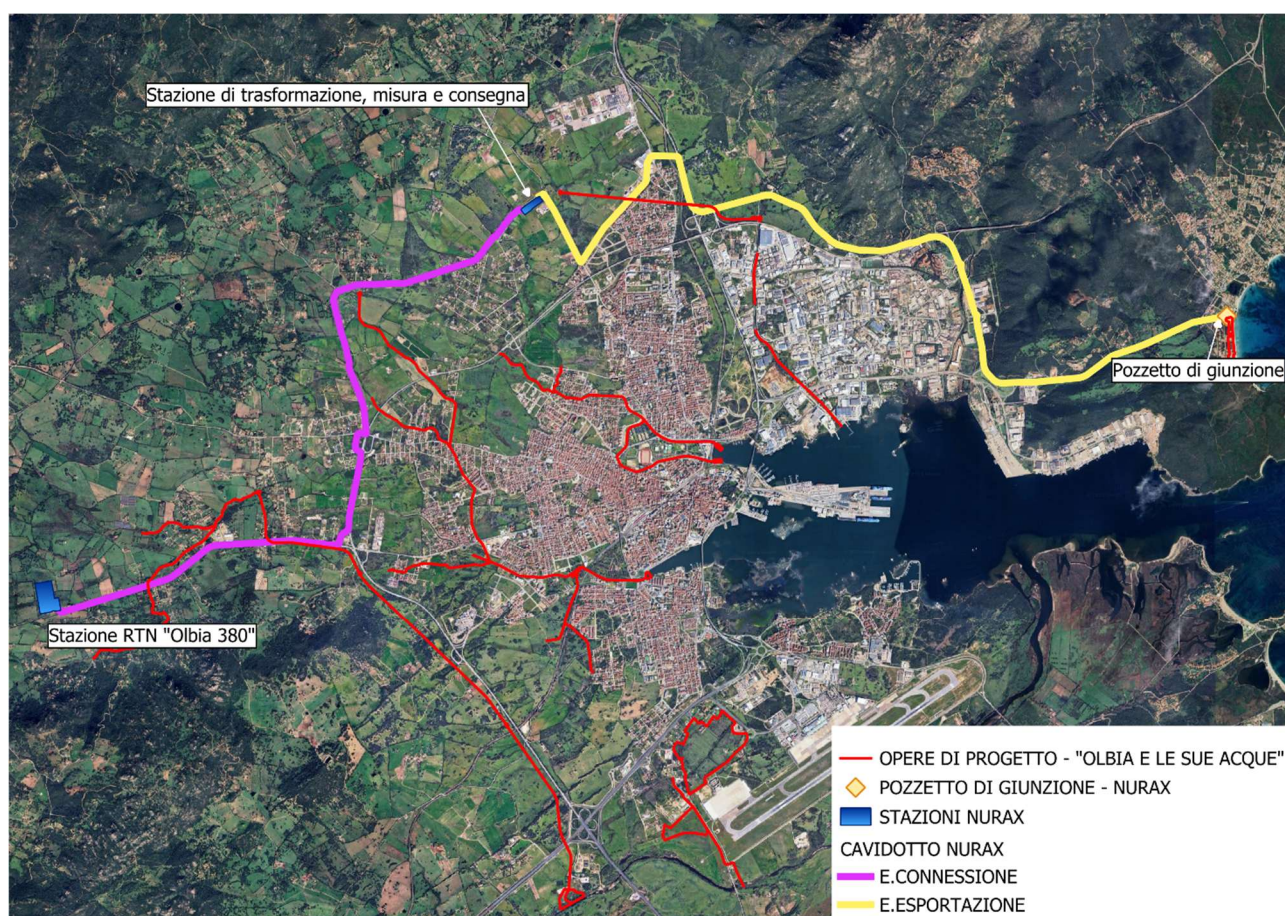 Stazione di trasformazione, misura e consegna
Pozzetto di giunzione
Stazione RTN "Olbia 380"
OPERE DI PROGETTO - "OLBIA E LE SUE ACQUE"
POZZETTO DI GIUNZIONE - NURAX
STAZIONI NURAX
CAVIDOTTO NURAX
E.CONNESSIONE
E.ESPORTAZIONE